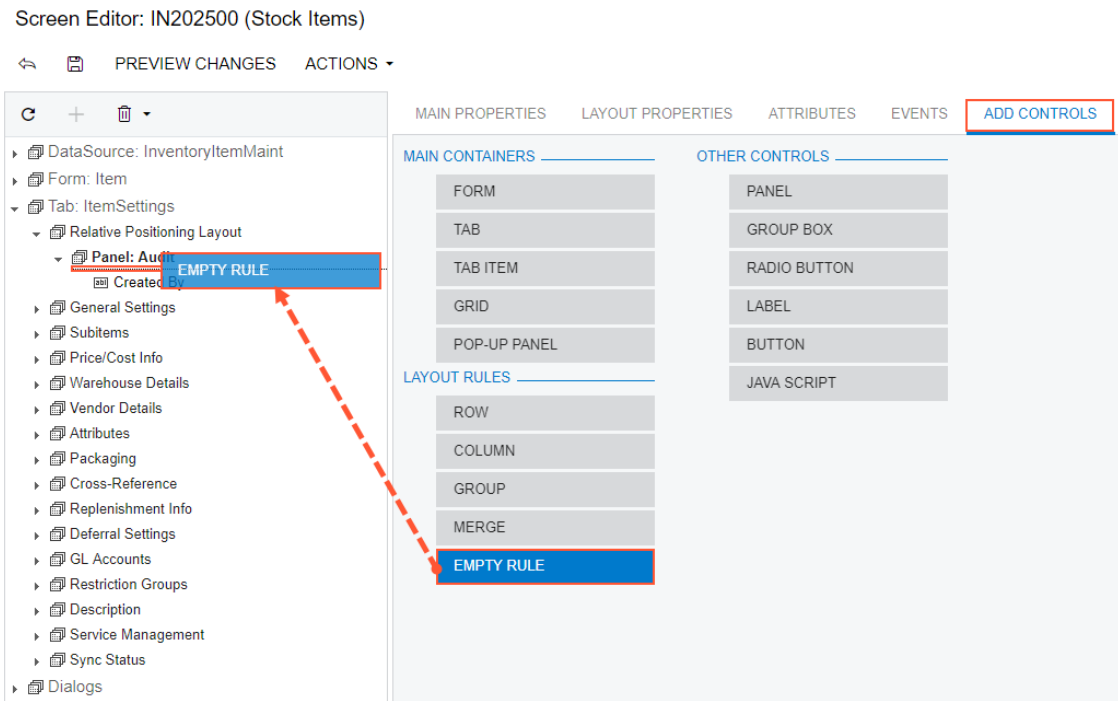 Screen Editor: IN202500 (Stock Items)
PREVIEW CHANGES ACTIONS
MAIN PROPERTIES LAYOUT PROPERTIES ATTRIBUTES EVENTS ADD CONTROLS
DataSource: InventoryItemMaint
Form: Item
Tab: ItemSettings
Relative Positioning Layout
Panel: Audit
EMPTY RULE
Created By
General Settings
Subitems
Price/Cost Info
Warehouse Details
Vendor Details
Attributes
Packaging
Cross-Reference
Replenishment Info
Deferral Settings
GL Accounts
Restriction Groups
Description
Service Management
Sync Status
Dialogs
MAIN CONTAINERS
FORM
TAB
TAB ITEM
GRID
POP-UP PANEL
LAYOUT RULES
ROW
COLUMN
GROUP
MERGE
EMPTY RULE
OTHER CONTROLS
PANEL
GROUP BOX
RADIO BUTTON
LABEL
BUTTON
JAVA SCRIPT